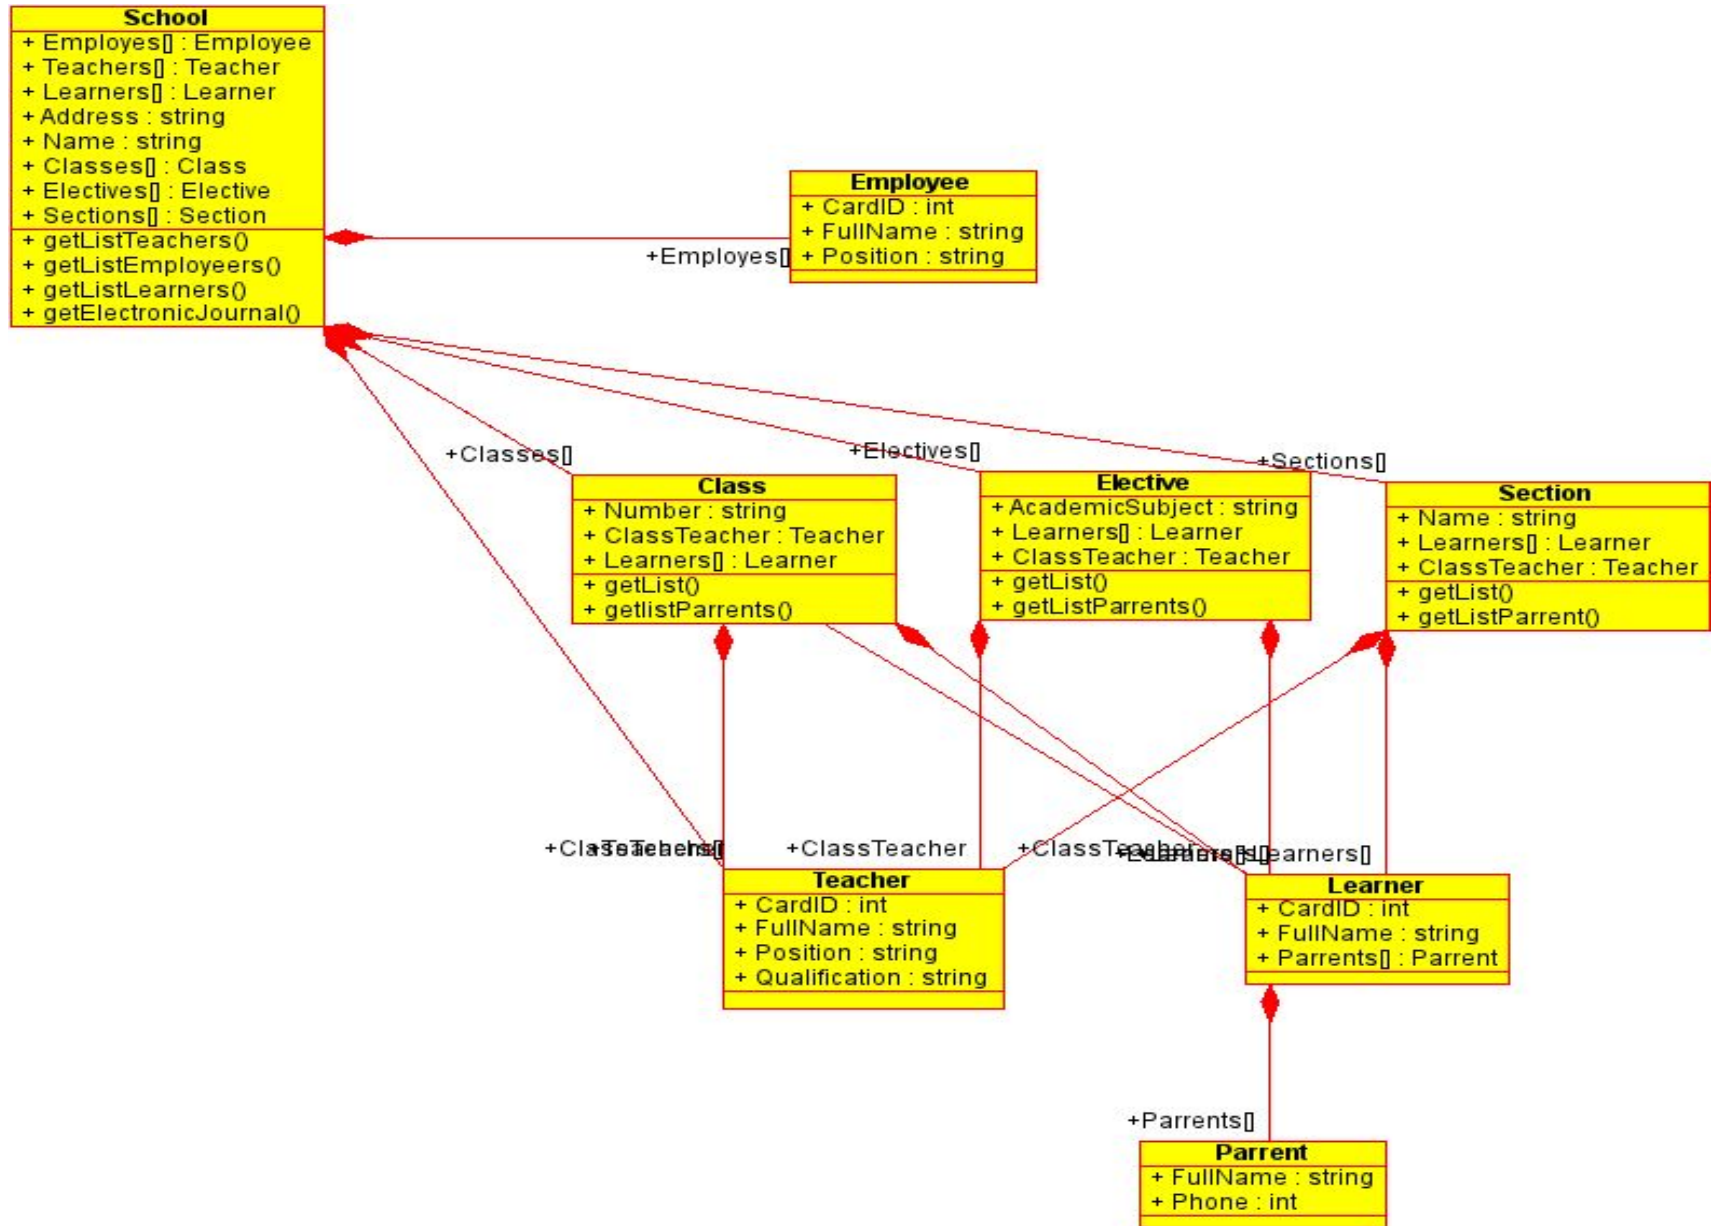 School
+ Employes[] : Employee
+ Teachers[] : Teacher
+ Learners[] : Learner
+ Address : string
+ Name : string
+ Classes[] : Class
+ Electives[] : Elective
+ Sections[] : Section
+ getListTeachers()
+ getListEmployeers()
+ getListLearners()
+ getElectronicJournal()
Employee
+ CardID : int
+ FullName : string
+ Position : string
+Employes[]
+Classes[]
+Electives[]
+Sections[]
Class
+ Number : string
+ ClassTeacher : Teacher
+ Learners[] : Learner
+ getList()
+ getlistParrents()
Elective
+ AcademicSubject : string
+ Learners[] : Learner
+ ClassTeacher : Teacher
+ getList()
+ getListParrents()
Section
+ Name : string
+ Learners[] : Learner
+ ClassTeacher : Teacher
+ getList()
+ getListParrent()
+ClassTeacher
+ClassTeacher
Learners[]
Teacher
+ CardID : int
+ FullName : string
+ Position : string
+ Qualification : string
Learner
+ CardID : int
+ FullName : string
+ Parrents[] : Parrent
+Parrents[]
Parrent
+ FullName : string
+ Phone : int